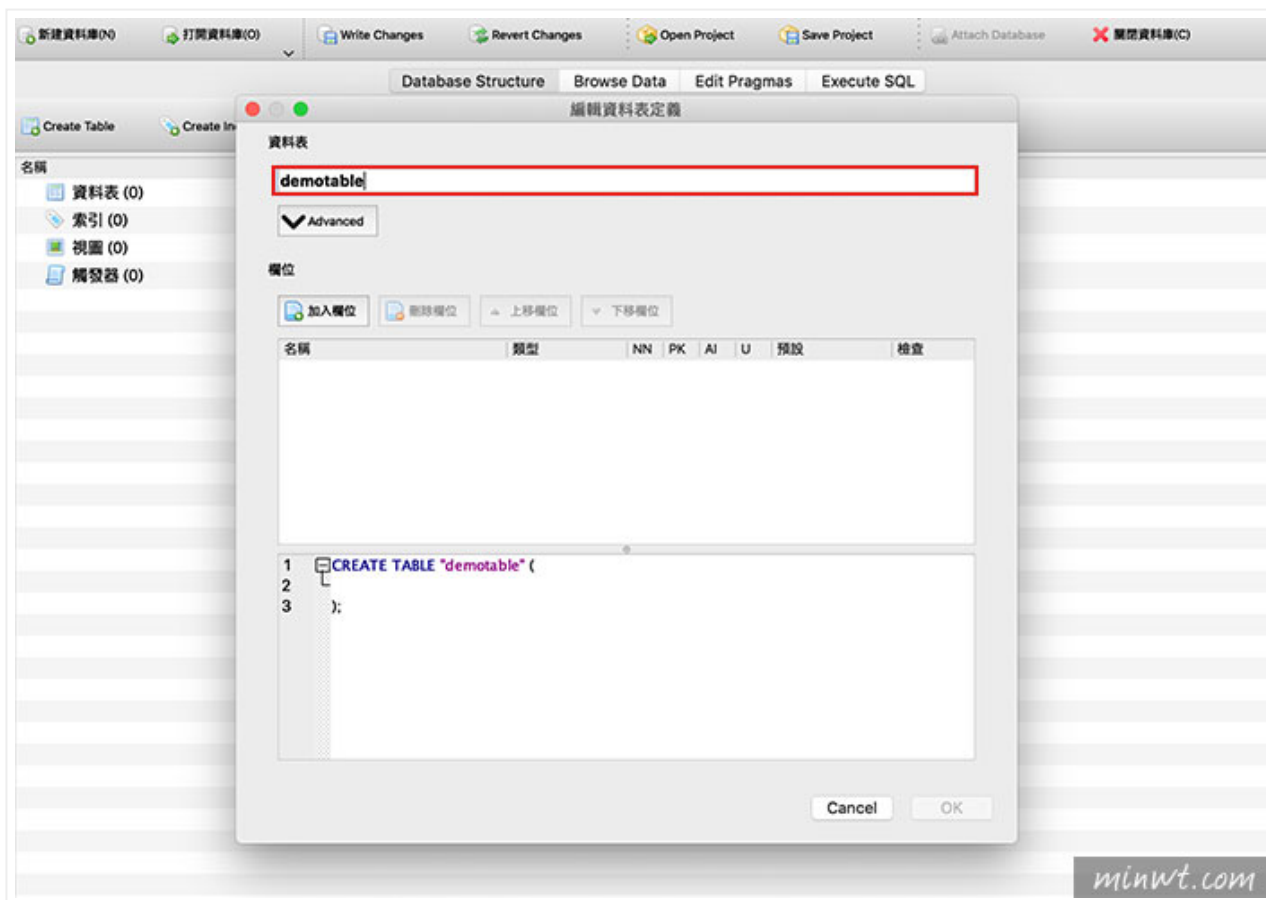 新建資料庫(N) 打開資料庫(O) Write Changes Revert Changes Open Project Save Project Attach Database 關閉資料庫(C)
Database Structure Browse Data Edit Pragmas Execute SQL
編輯資料表定義
Create Table Create In
資料表
名稱
demotable
資料表 (0)
索引 (0)
Advanced
視圖 (0)
觸發器 (0)
欄位
加入欄位 刪除欄位 上移欄位 下移欄位
名稱 類型 NN PK AI U 預設 檢查
1 CREATE TABLE "demotable" (
2
3 );
Cancel OK
minwt.com